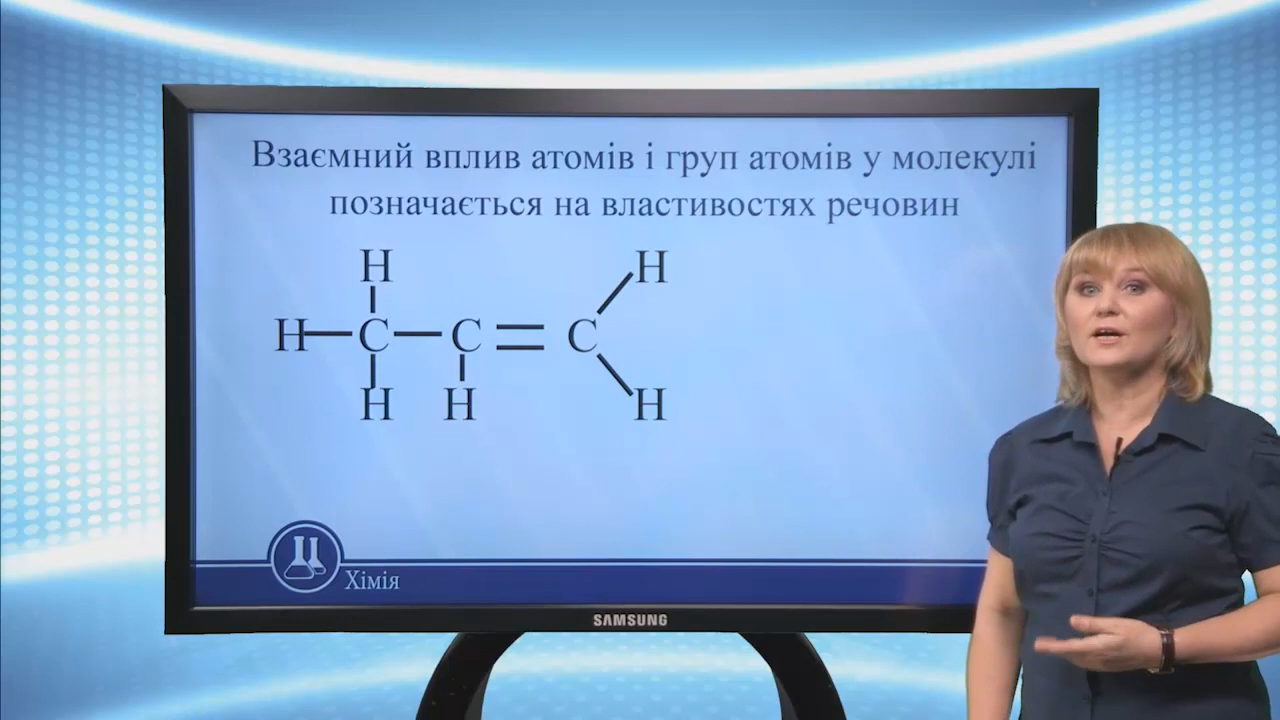 Взаємний вплив атомів і груп атомів у молекулі
позначається на властивостях речовин
H H
H C C C
H H H
Хімія
SAMSUNG